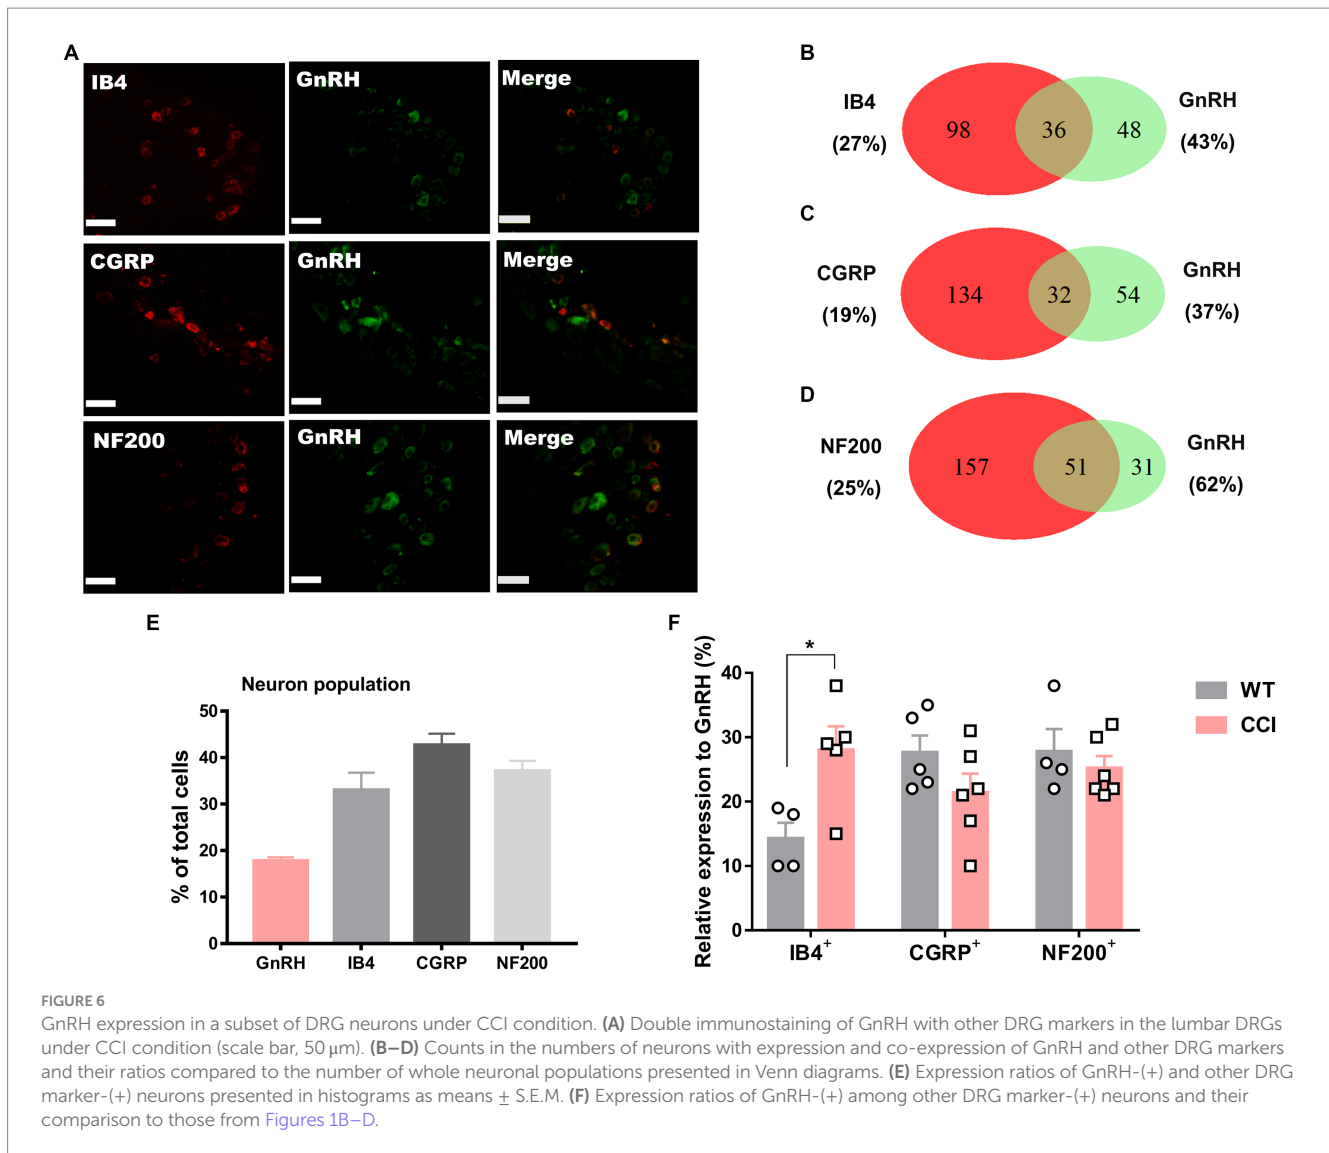 A
IB4
GnRH
Merge
CGRP
GnRH
Merge
NF200
GnRH
Merge
B
IB4
(27%)
98
36
48
GnRH
(43%)
C
CGRP
(19%)
134
32
54
GnRH
(37%)
D
NF200
(25%)
157
51
31
GnRH
(62%)
E
Neuron population
% of total cells
50
40
30
20
10
0
GnRH
IB4
CGRP
NF200
F
Relative expression to GnRH (%)
40
30
20
10
0
*
IB4+
CGRP+
NF200+
WT
CCI
FIGURE 6
GnRH expression in a subset of DRG neurons under CCI condition. (A) Double immunostaining of GnRH with other DRG markers in the lumbar DRGs
under CCI condition (scale bar, 50 μm). (B–D) Counts in the numbers of neurons with expression and co-expression of GnRH and other DRG markers
and their ratios compared to the number of whole neuronal populations presented in Venn diagrams. (E) Expression ratios of GnRH-(+) and other DRG
marker-(+) neurons presented in histograms as means ± S.E.M. (F) Expression ratios of GnRH-(+) among other DRG marker-(+) neurons and their
comparison to those from Figures 1B–D.